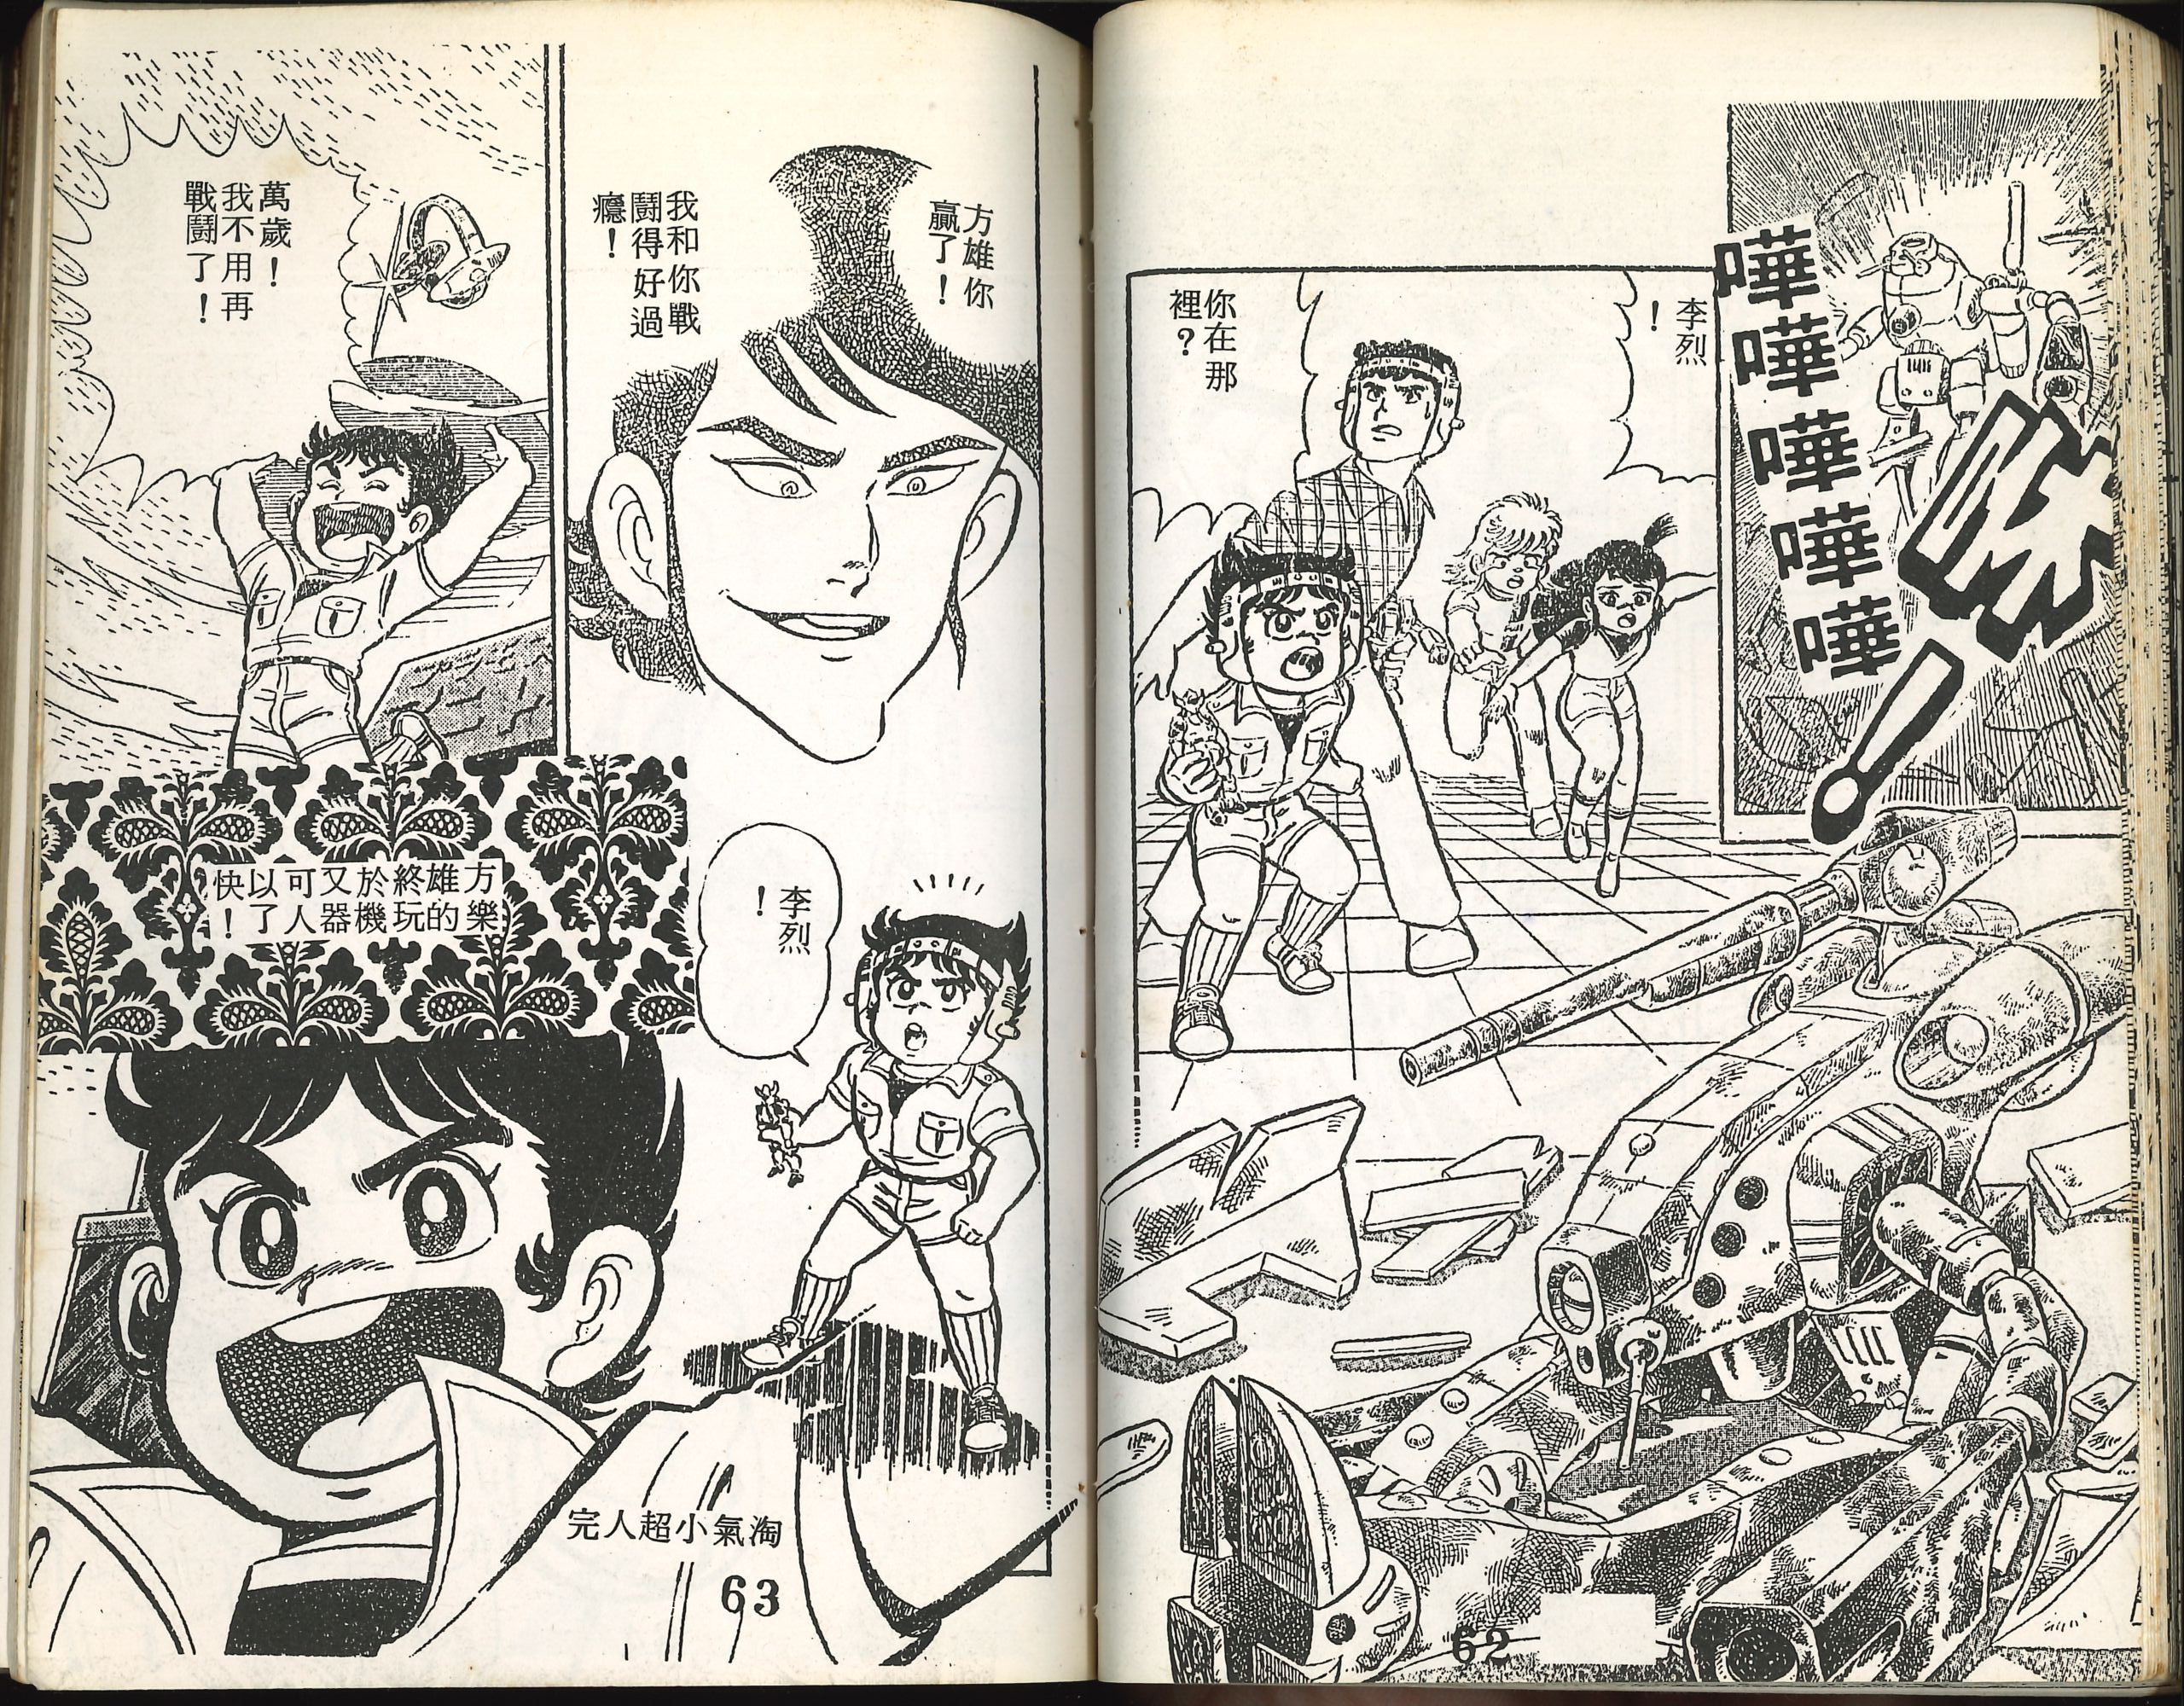 嘩嘩嘩嘩嘩
！
李烈
！
你在那
裡？
62
方雄你
贏了！
我和你戰
鬪得好過
癮！
萬歲！
我不用再
戰鬪了！
李烈
！
方雄終於又可以快
樂的玩機器人了！
淘氣小超人完
63